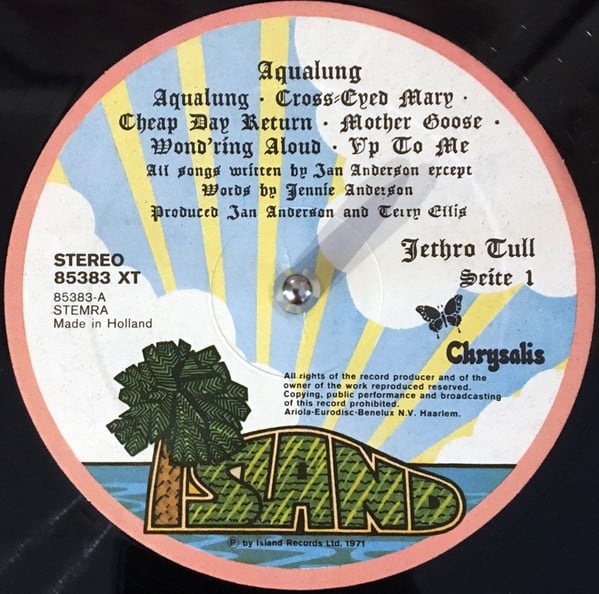 Aqualung
Aqualung · Cross-Eyed Mary ·
Cheap Day Return · Mother Goose ·
Wond'ring Aloud · Up To Me
All songs written by Ian Anderson except
Words by Jennie Anderson
Produced Ian Anderson and Terry Ellis
Jethro Tull
Seite 1
STEREO
85383 XT
85383-A
STEMRA
Made in Holland
Chrysalis
All rights of the record producer and of the
owner of the work reproduced reserved.
Copying, public performance and broadcasting
of this record prohibited.
Ariola-Eurodisc-Benelux N.V. Haarlem.
ISLAND
℗ by Island Records Ltd. 1971